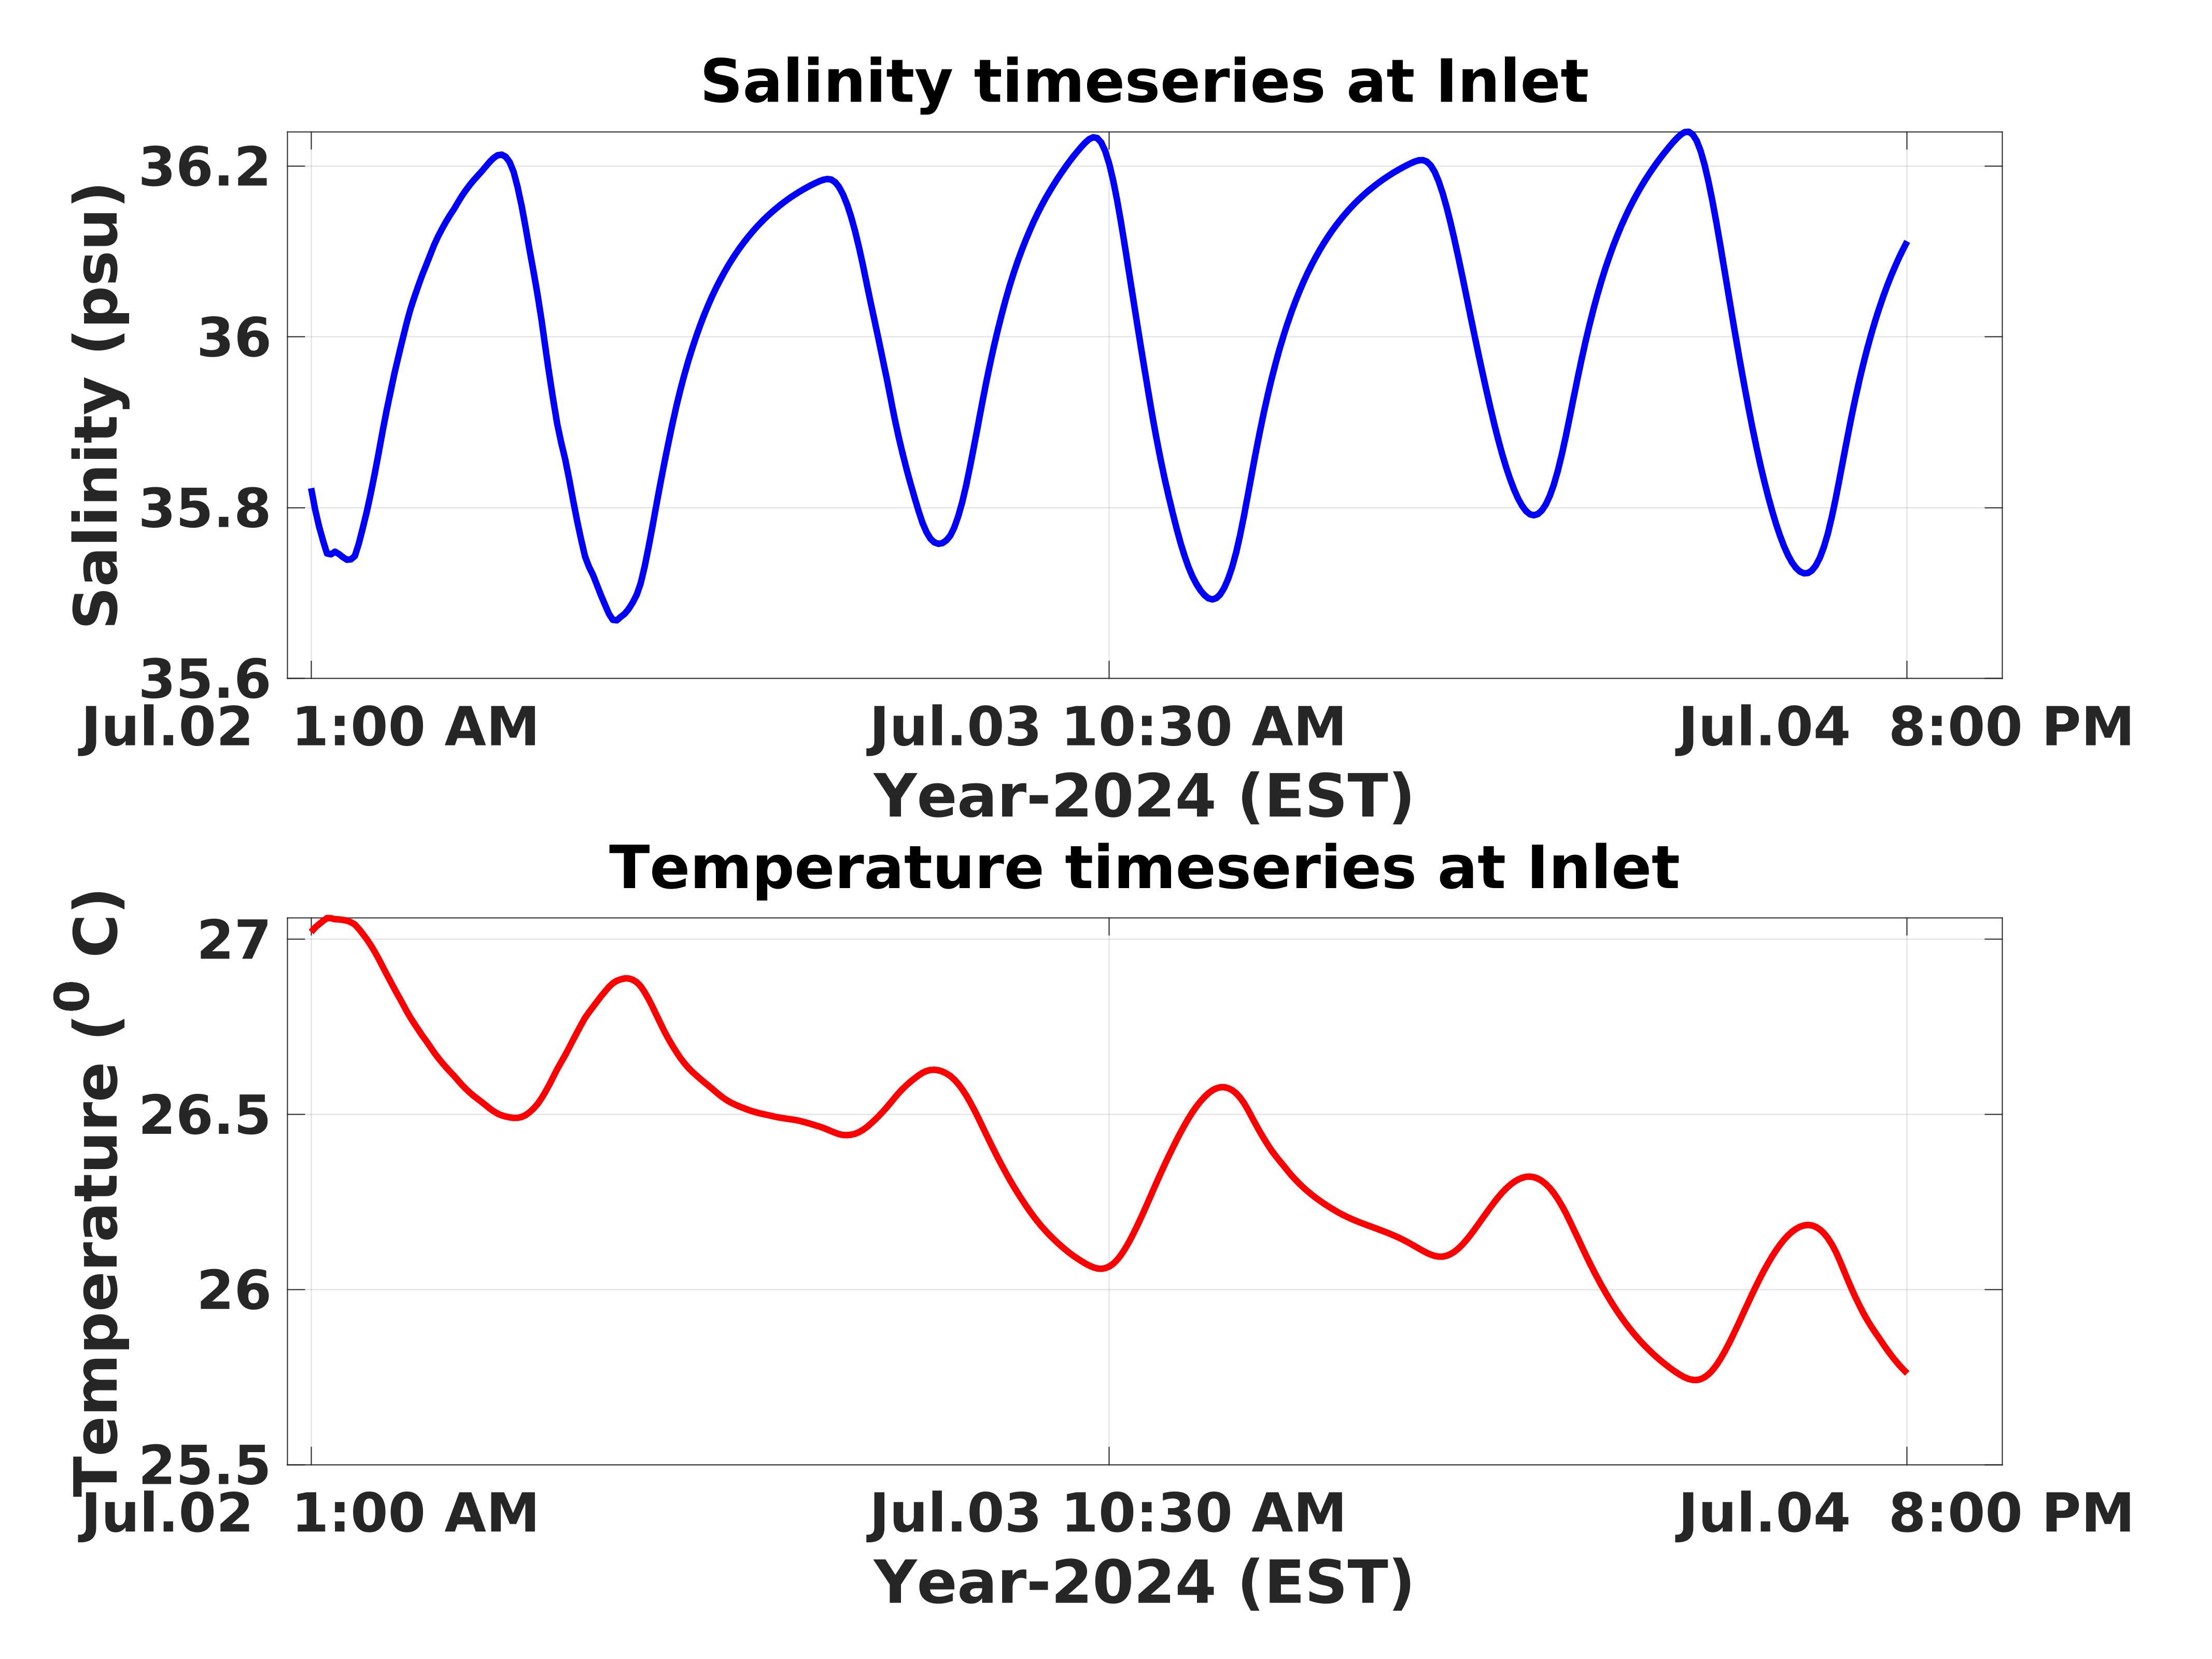 Salinity timeseries at Inlet
Salinity (psu)
36.2
36
35.8
35.6
Jul.02 1:00 AM Jul.03 10:30 AM Jul.04 8:00 PM
Year-2024 (EST)
Temperature timeseries at Inlet
Temperature (⁰ C)
27
26.5
26
25.5
Jul.02 1:00 AM Jul.03 10:30 AM Jul.04 8:00 PM
Year-2024 (EST)